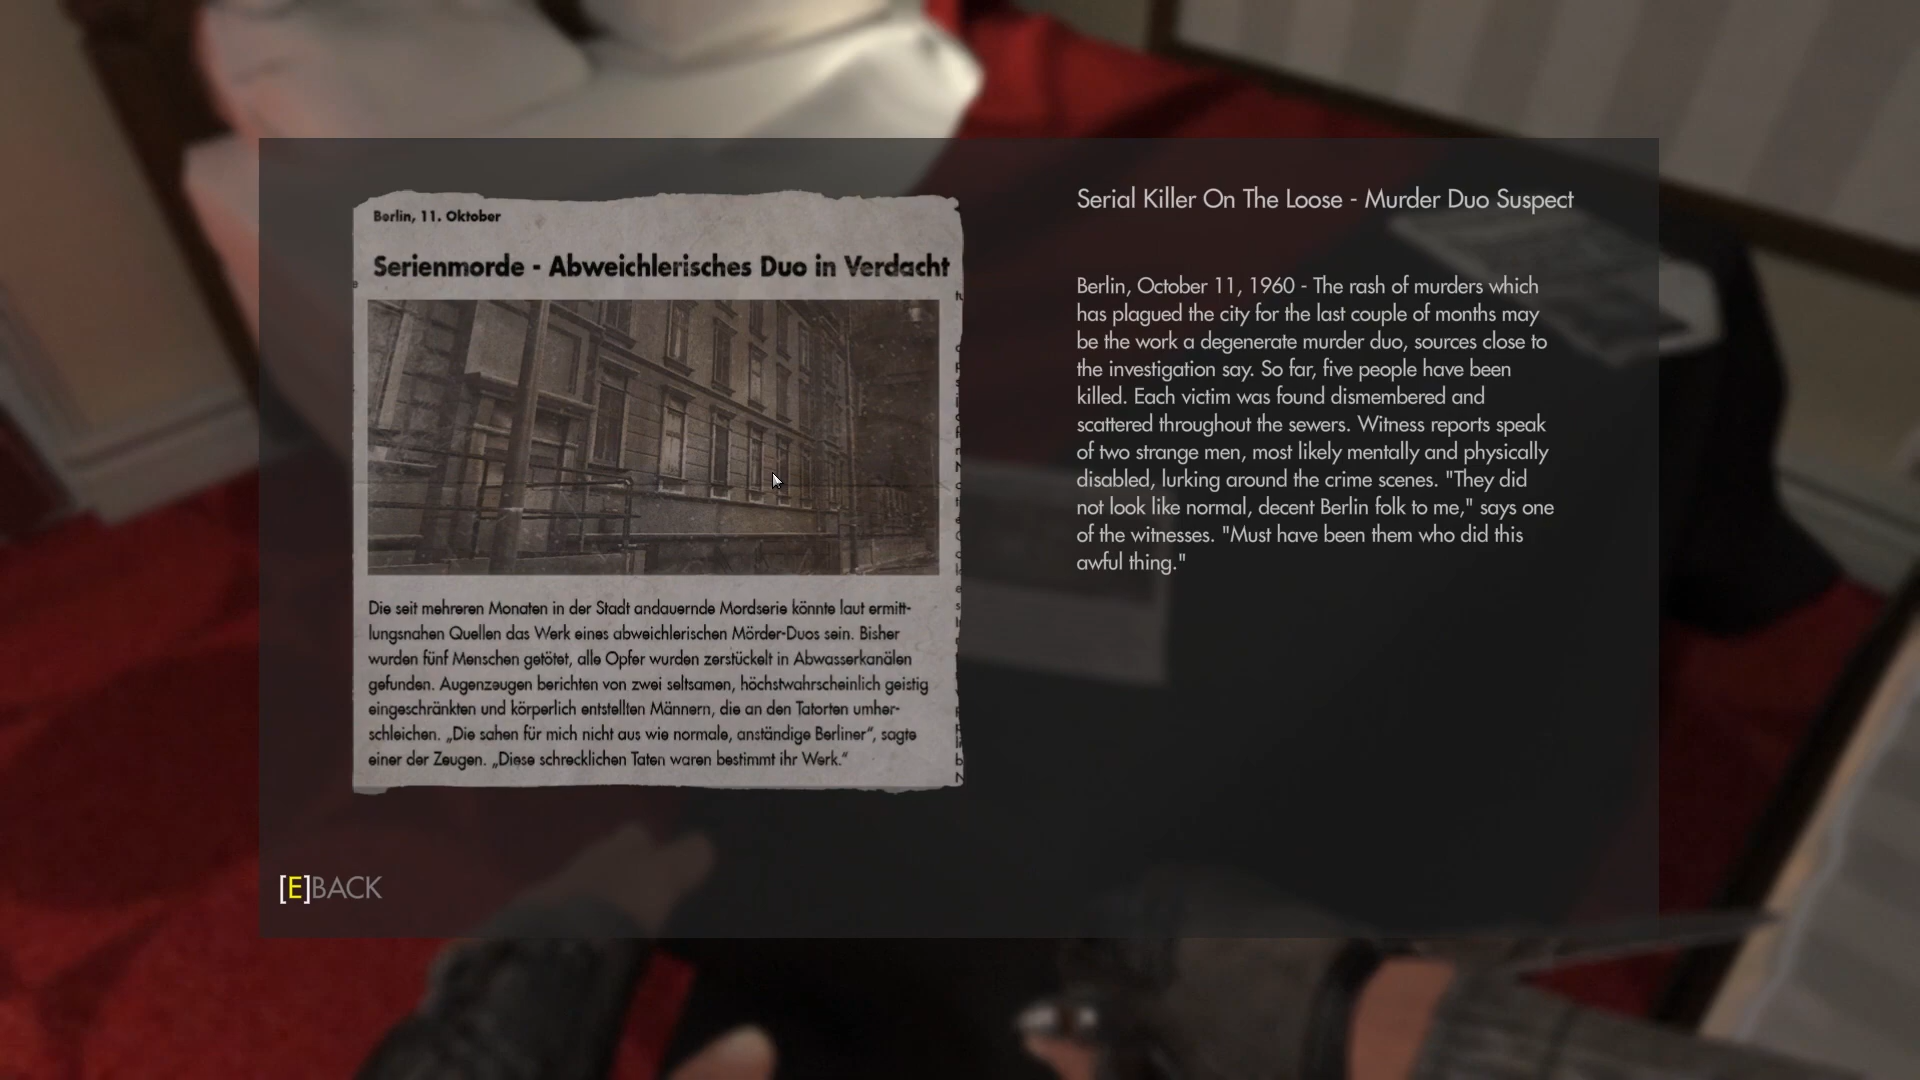 Berlin, 11. Oktober
Serienmorde - Abweichlerisches Duo in Verdacht
Die seit mehreren Monaten in der Stadt andauernde Mordserie könnte laut ermitt-
lungsnahen Quellen das Werk eines abweichlerischen Mörder-Duos sein. Bisher
wurden fünf Menschen getötet, alle Opfer wurden zerstückelt in Abwasserkanälen
gefunden. Augenzeugen berichten von zwei seltsamen, höchstwahrscheinlich geistig
eingeschränkten und körperlich entstellten Männern, die an den Tatorten umher-
schleichen. „Die sahen für mich nicht aus wie normale, anständige Berliner“, sagte
einer der Zeugen. „Diese schrecklichen Taten waren bestimmt ihr Werk.“
Serial Killer On The Loose - Murder Duo Suspect
Berlin, October 11, 1960 - The rash of murders which
has plagued the city for the last couple of months may
be the work a degenerate murder duo, sources close to
the investigation say. So far, five people have been
killed. Each victim was found dismembered and
scattered throughout the sewers. Witness reports speak
of two strange men, most likely mentally and physically
disabled, lurking around the crime scenes. "They did
not look like normal, decent Berlin folk to me," says one
of the witnesses. "Must have been them who did this
awful thing."
[E]BACK